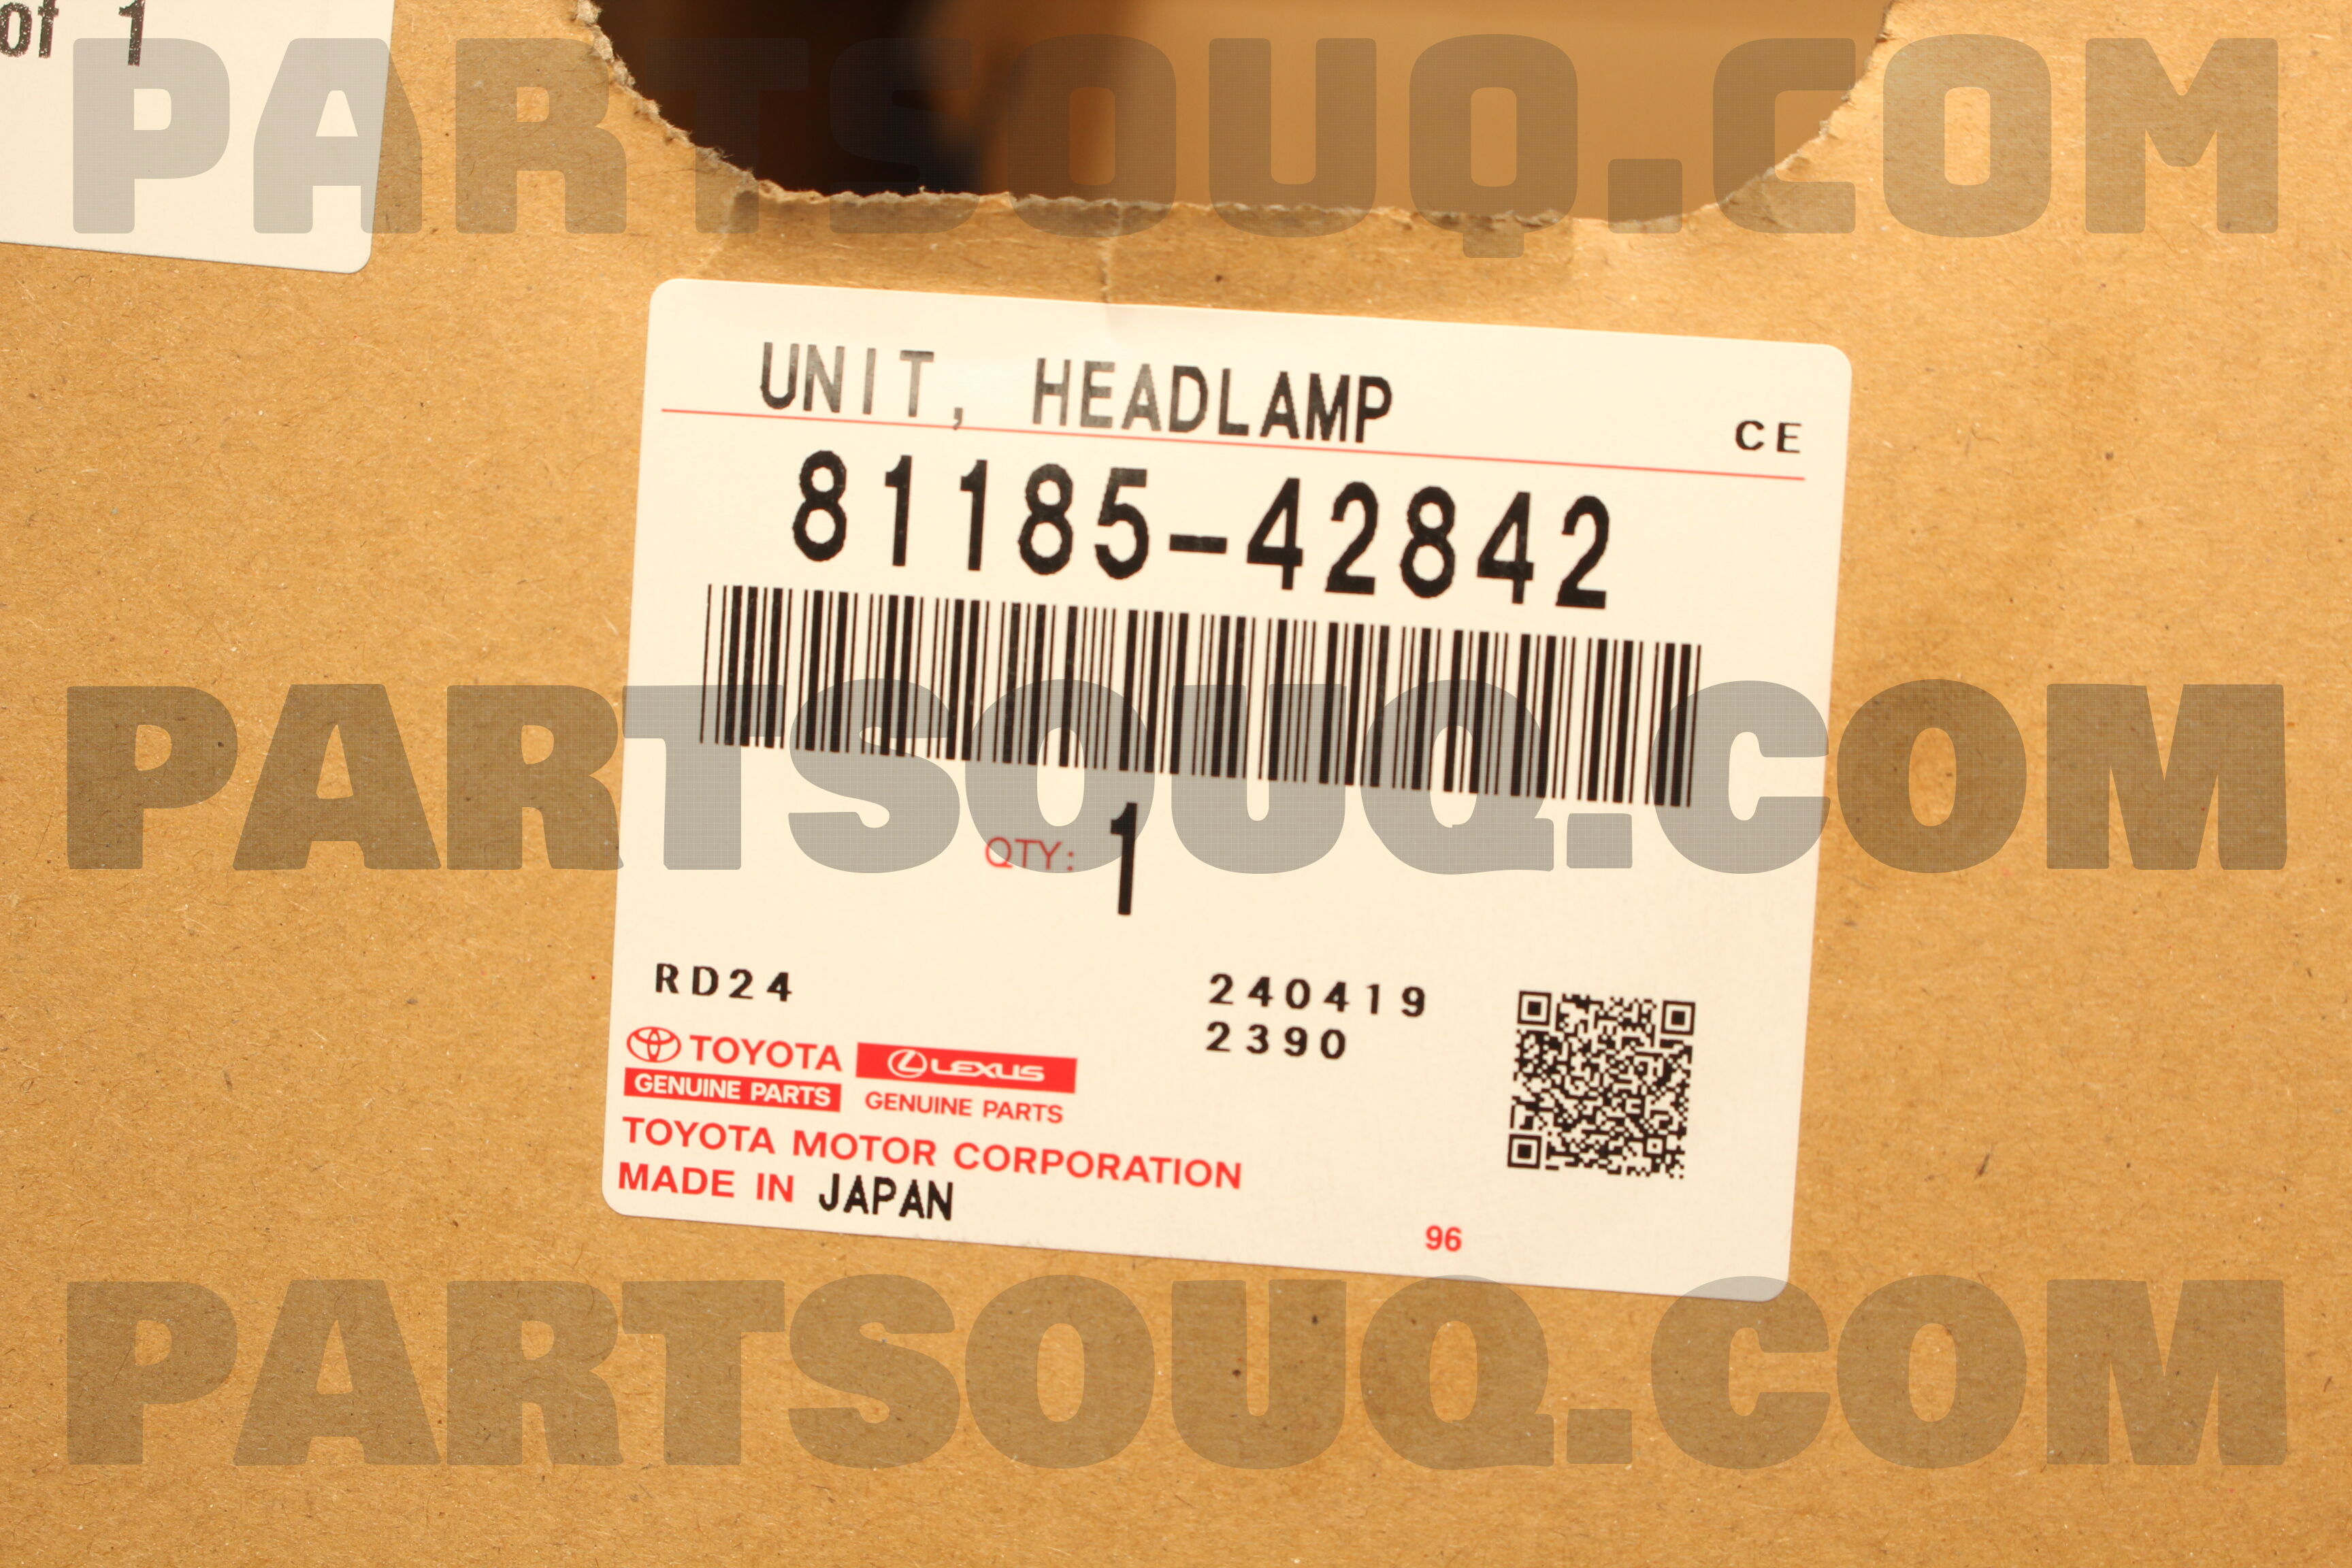 of 1
PARTSOUQ.COM
UNIT, HEADLAMP
CE
81185-42842
PARTSOUQ.COM
QTY: 1
RD24
240419
2390
TOYOTA
GENUINE PARTS
LEXUS
GENUINE PARTS
TOYOTA MOTOR CORPORATION
MADE IN JAPAN
96
PARTSOUQ.COM